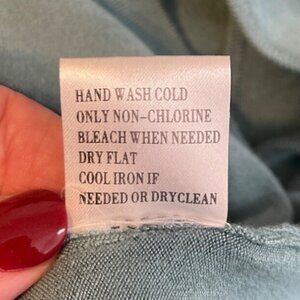 HAND WASH COLD
ONLY NON-CHLORINE
BLEACH WHEN NEEDED
DRY FLAT
COOL IRON IF
NEEDED OR DRYCLEAN